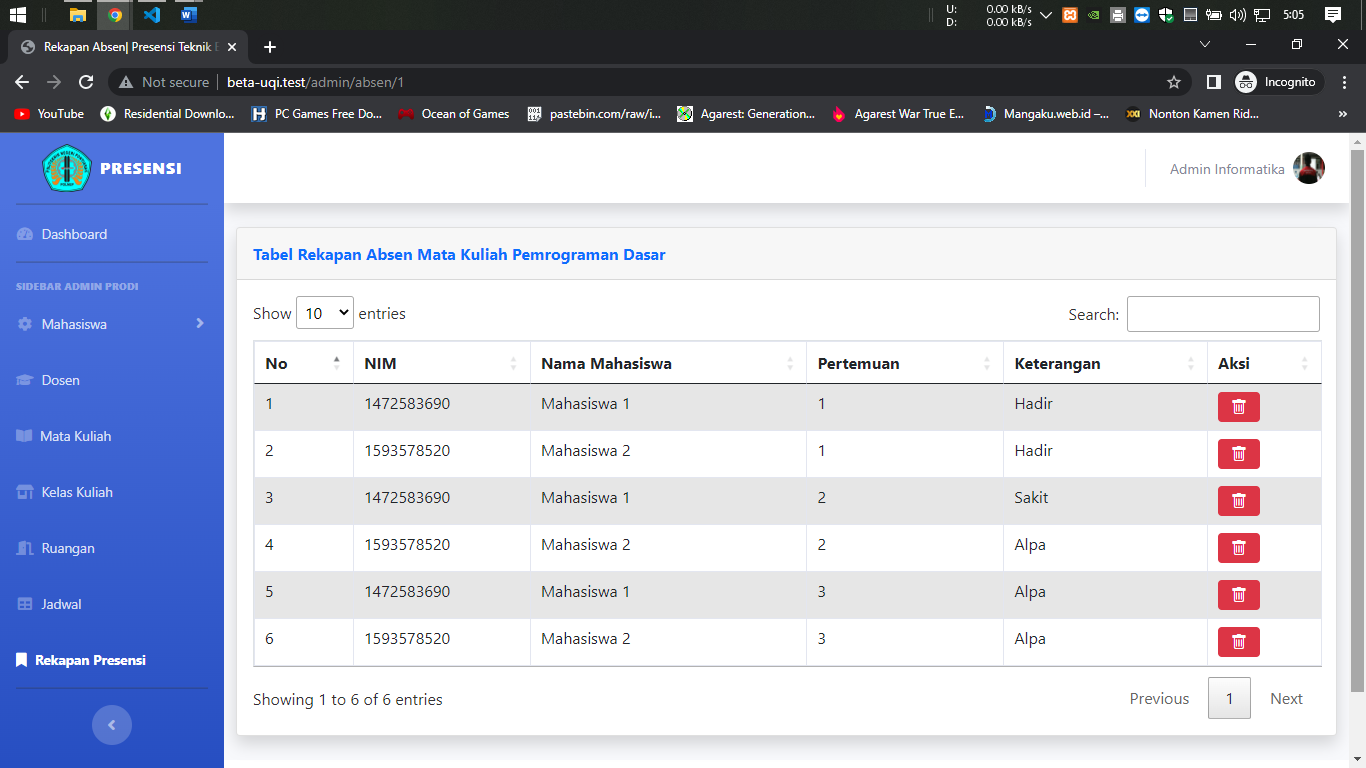 U: 0.00 kB/s
D: 0.00 kB/s
5:05
Rekapan Absen| Presensi Teknik
Not secure beta-uqi.test/admin/absen/1 Incognito
YouTube Residential Downlo... PC Games Free Do... Ocean of Games pastebin.com/raw/i... Agarest: Generation... Agarest War True E... Mangaku.web.id –... Nonton Kamen Rid... »
PRESENSI
Admin Informatika
Dashboard
SIDEBAR ADMIN PRODI
Mahasiswa
Dosen
Mata Kuliah
Kelas Kuliah
Ruangan
Jadwal
Rekapan Presensi
Tabel Rekapan Absen Mata Kuliah Pemrograman Dasar
Show 10 entries Search:
No NIM Nama Mahasiswa Pertemuan Keterangan Aksi
1 1472583690 Mahasiswa 1 1 Hadir
2 1593578520 Mahasiswa 2 1 Hadir
3 1472583690 Mahasiswa 1 2 Sakit
4 1593578520 Mahasiswa 2 2 Alpa
5 1472583690 Mahasiswa 1 3 Alpa
6 1593578520 Mahasiswa 2 3 Alpa
Showing 1 to 6 of 6 entries Previous 1 Next